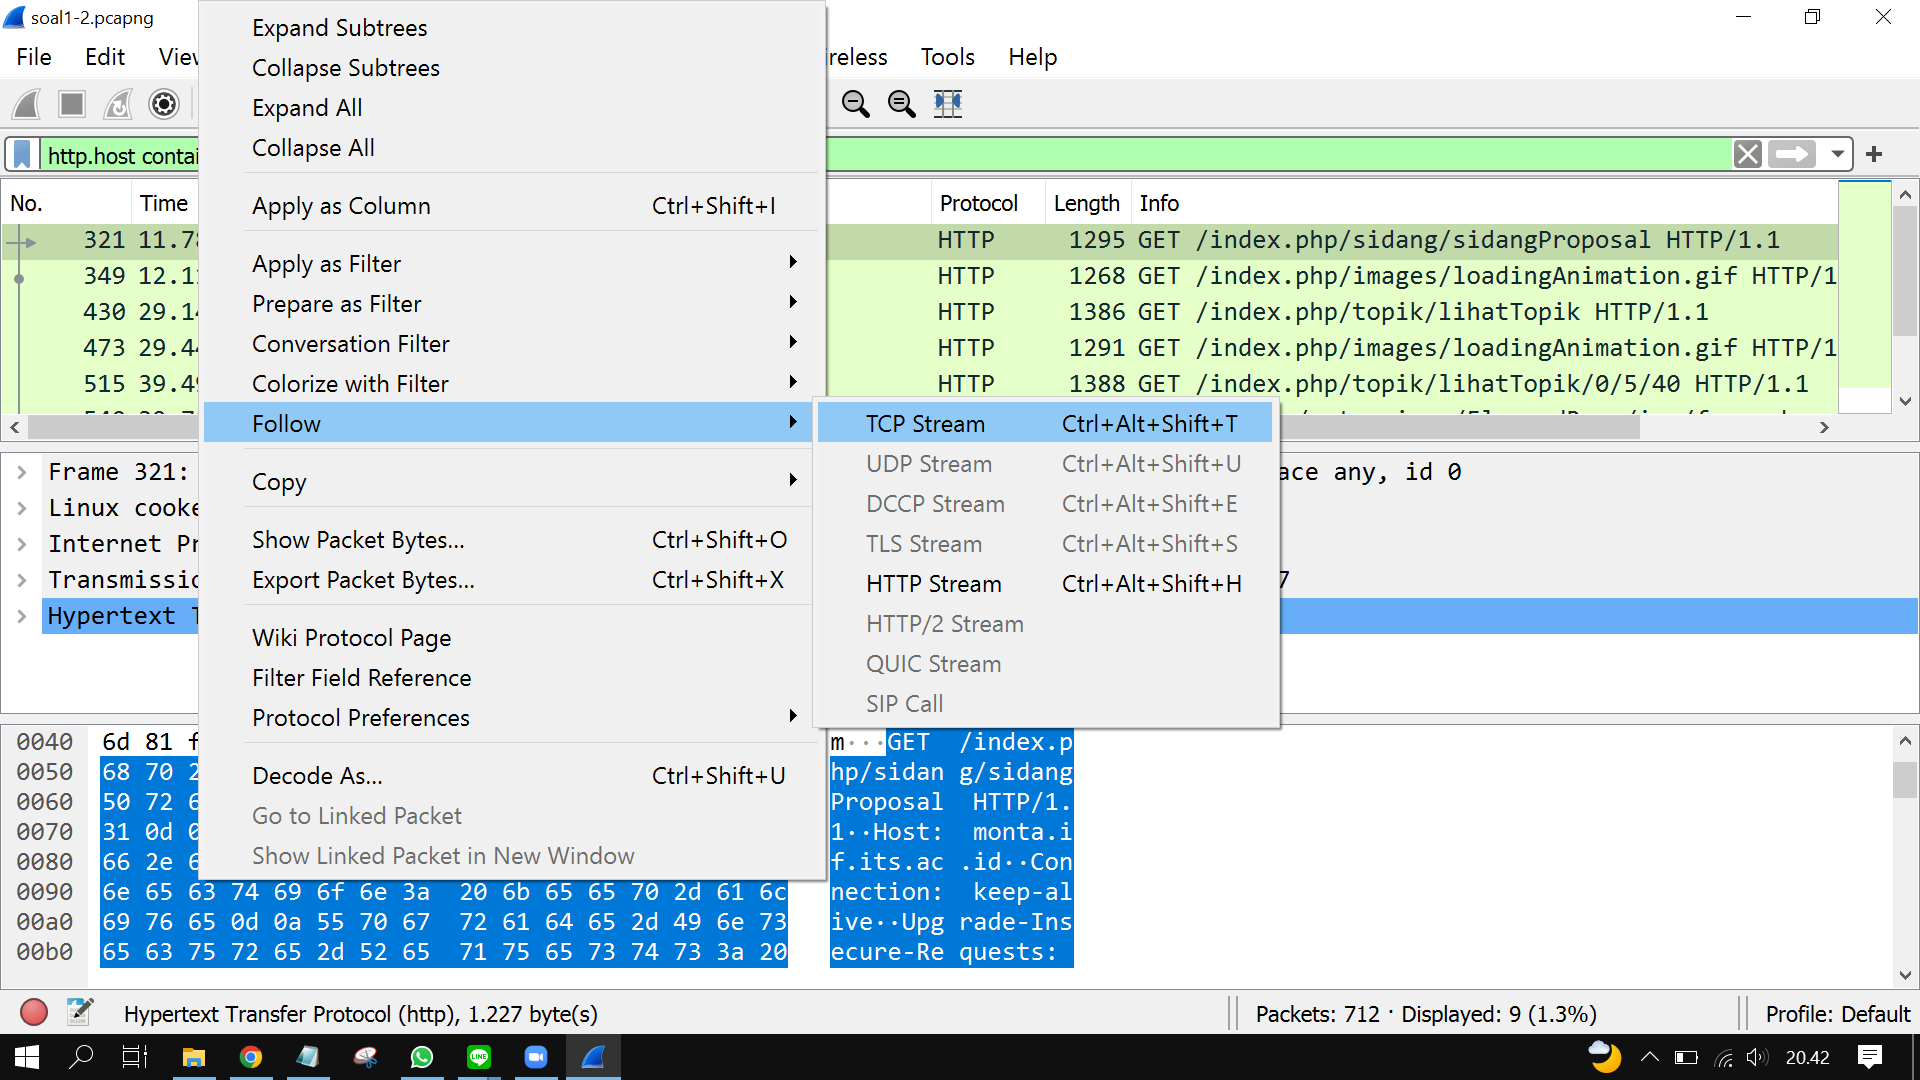 soal1-2.pcapng
File Edit View reless Tools Help
http.host contai
No. Time Protocol Length Info
321 11.78 HTTP 1295 GET /index.php/sidang/sidangProposal HTTP/1.1
349 12.11 HTTP 1268 GET /index.php/images/loadingAnimation.gif HTTP/1
430 29.14 HTTP 1386 GET /index.php/topik/lihatTopik HTTP/1.1
473 29.44 HTTP 1291 GET /index.php/images/loadingAnimation.gif HTTP/1
515 39.49 HTTP 1388 GET /index.php/topik/lihatTopik/0/5/40 HTTP/1.1
Expand Subtrees
Collapse Subtrees
Expand All
Collapse All
Apply as Column Ctrl+Shift+I
Apply as Filter
Prepare as Filter
Conversation Filter
Colorize with Filter
Follow
Copy
Show Packet Bytes... Ctrl+Shift+O
Export Packet Bytes... Ctrl+Shift+X
Wiki Protocol Page
Filter Field Reference
Protocol Preferences
Decode As... Ctrl+Shift+U
Go to Linked Packet
Show Linked Packet in New Window
TCP Stream Ctrl+Alt+Shift+T
UDP Stream Ctrl+Alt+Shift+U
DCCP Stream Ctrl+Alt+Shift+E
TLS Stream Ctrl+Alt+Shift+S
HTTP Stream Ctrl+Alt+Shift+H
HTTP/2 Stream
QUIC Stream
SIP Call
Frame 321: ace any, id 0
Linux cooke
Internet Pr
Transmissio 7
Hypertext T
0040 6d 81 f m···GET /index.p
0050 68 70 2 hp/sidan g/sidang
0060 50 72 6 Proposal HTTP/1.
0070 31 0d 0 1··Host: monta.i
0080 66 2e 6 f.its.ac .id··Con
0090 6e 65 63 74 69 6f 6e 3a 20 6b 65 65 70 2d 61 6c nection: keep-al
00a0 69 76 65 0d 0a 55 70 67 72 61 64 65 2d 49 6e 73 ive··Upg rade-Ins
00b0 65 63 75 72 65 2d 52 65 71 75 65 73 74 73 3a 20 ecure-Re quests:
Hypertext Transfer Protocol (http), 1.227 byte(s) Packets: 712 · Displayed: 9 (1.3%) Profile: Default
LINE 20.42